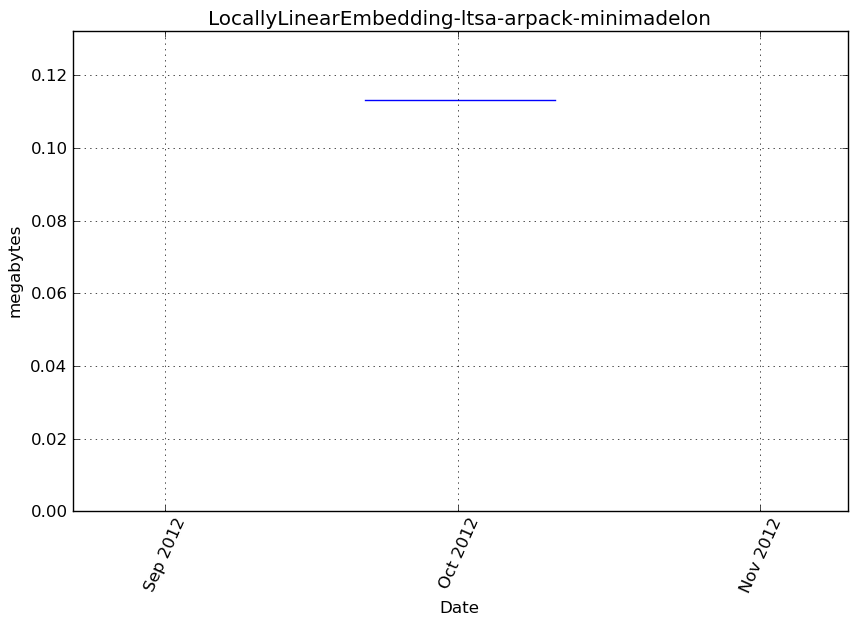 LocallyLinearEmbedding-ltsa-arpack-minimadelon
0.12
0.10
0.08
0.06
0.04
0.02
0.00
megabytes
Sep 2012
Oct 2012
Nov 2012
Date